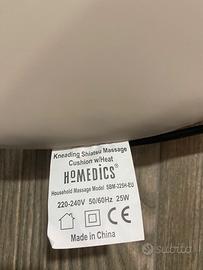 Kneading Shiatsu Massage
Cushion w/Heat
HoMEDiCS®
Household Massage Model SBM-225H-EU
220-240V 50/60Hz 25W
Made in China
subito